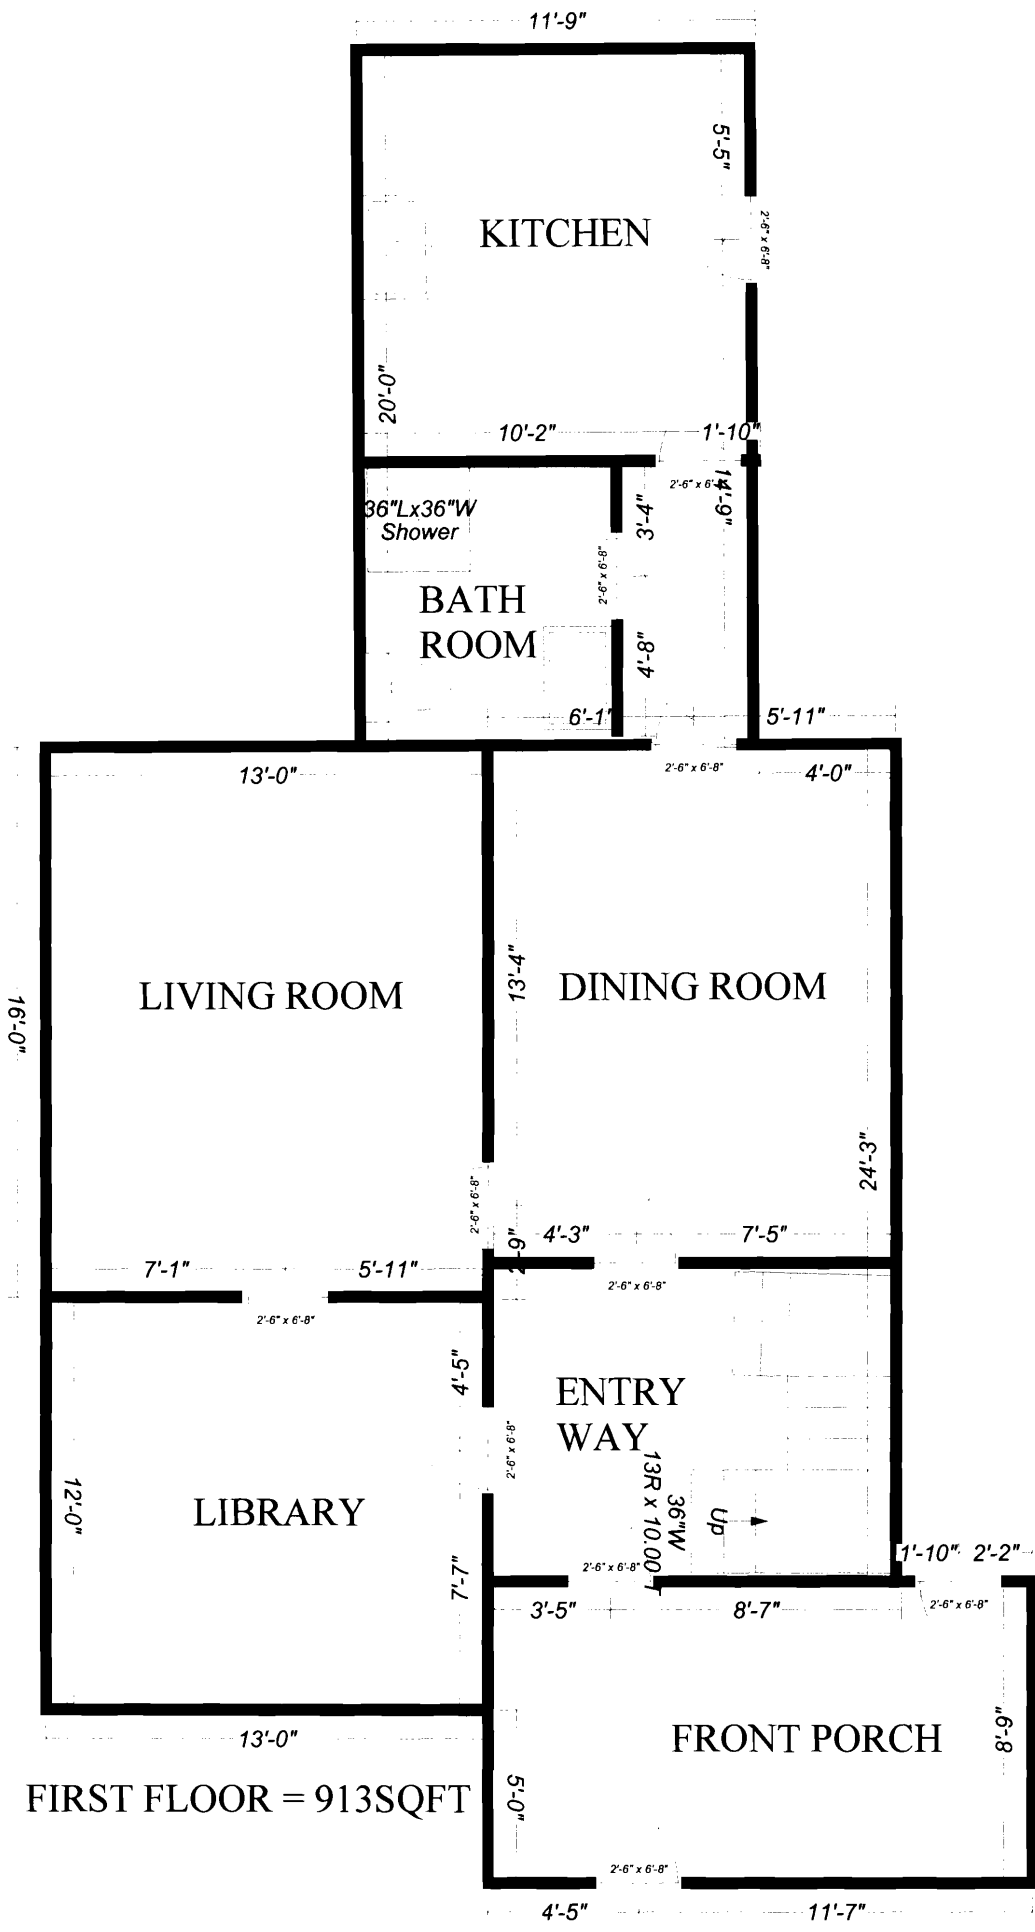 11'-9"
5'-5"
KITCHEN
2'-6" x 6'-8"
20'-0"
10'-2"
1'-10"
2'-6" x 6'-8"
14'-9"
36"Lx36"W
Shower
3'-4"
2'-6" x 6'-8"
BATH
ROOM
4'-8"
6'-1"
5'-11"
13'-0"
2'-6" x 6'-8"
4'-0"
13'-4"
LIVING ROOM
DINING ROOM
16'-0"
24'-3"
2'-6" x 6'-8"
4'-3"
7'-5"
7'-1"
5'-11"
2'-6" x 6'-8"
2'-6" x 6'-8"
4'-5"
ENTRY
WAY
2'-6" x 6'-8"
12'-0"
LIBRARY
13R x 10.00
36"W
Up
1'-10"
2'-2"
2'-6" x 6'-8"
7'-7"
3'-5"
8'-7"
2'-6" x 6'-8"
13'-0"
FRONT PORCH
FIRST FLOOR = 913SQFT
5'-0"
2'-6" x 6'-8"
4'-5"
11'-7"